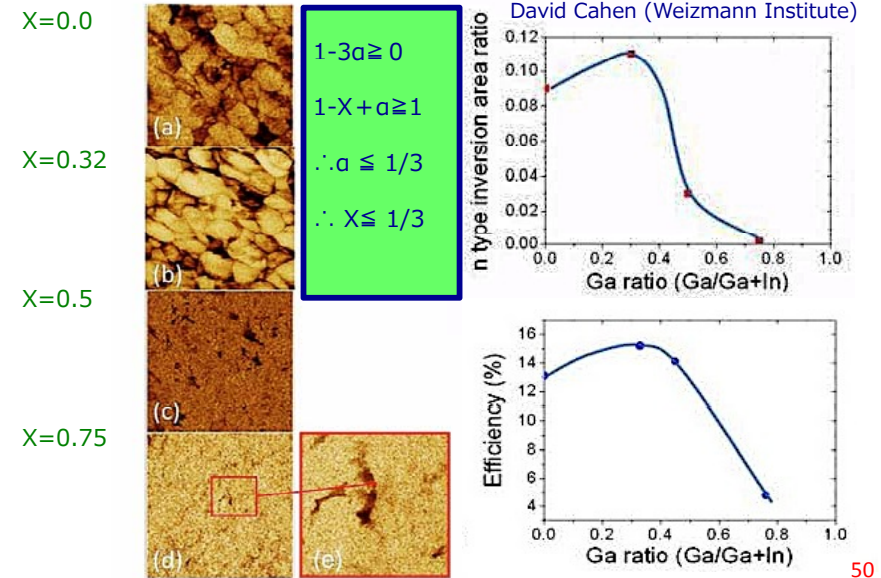 David Cahen (Weizmann Institute)
X=0.0
(a)
X=0.32
(b)
X=0.5
(c)
X=0.75
(d)
(e)
1-3α≧0
1-X+α≧1
∴α ≦ 1/3
∴ X≦ 1/3
n type inversion area ratio
0.12
0.10
0.08
0.06
0.04
0.02
0.00
0.0 0.2 0.4 0.6 0.8 1.0
Ga ratio (Ga/Ga+In)
Efficiency (%)
16
14
12
10
8
6
4
0.0 0.2 0.4 0.6 0.8 1.0
Ga ratio (Ga/Ga+In)
50